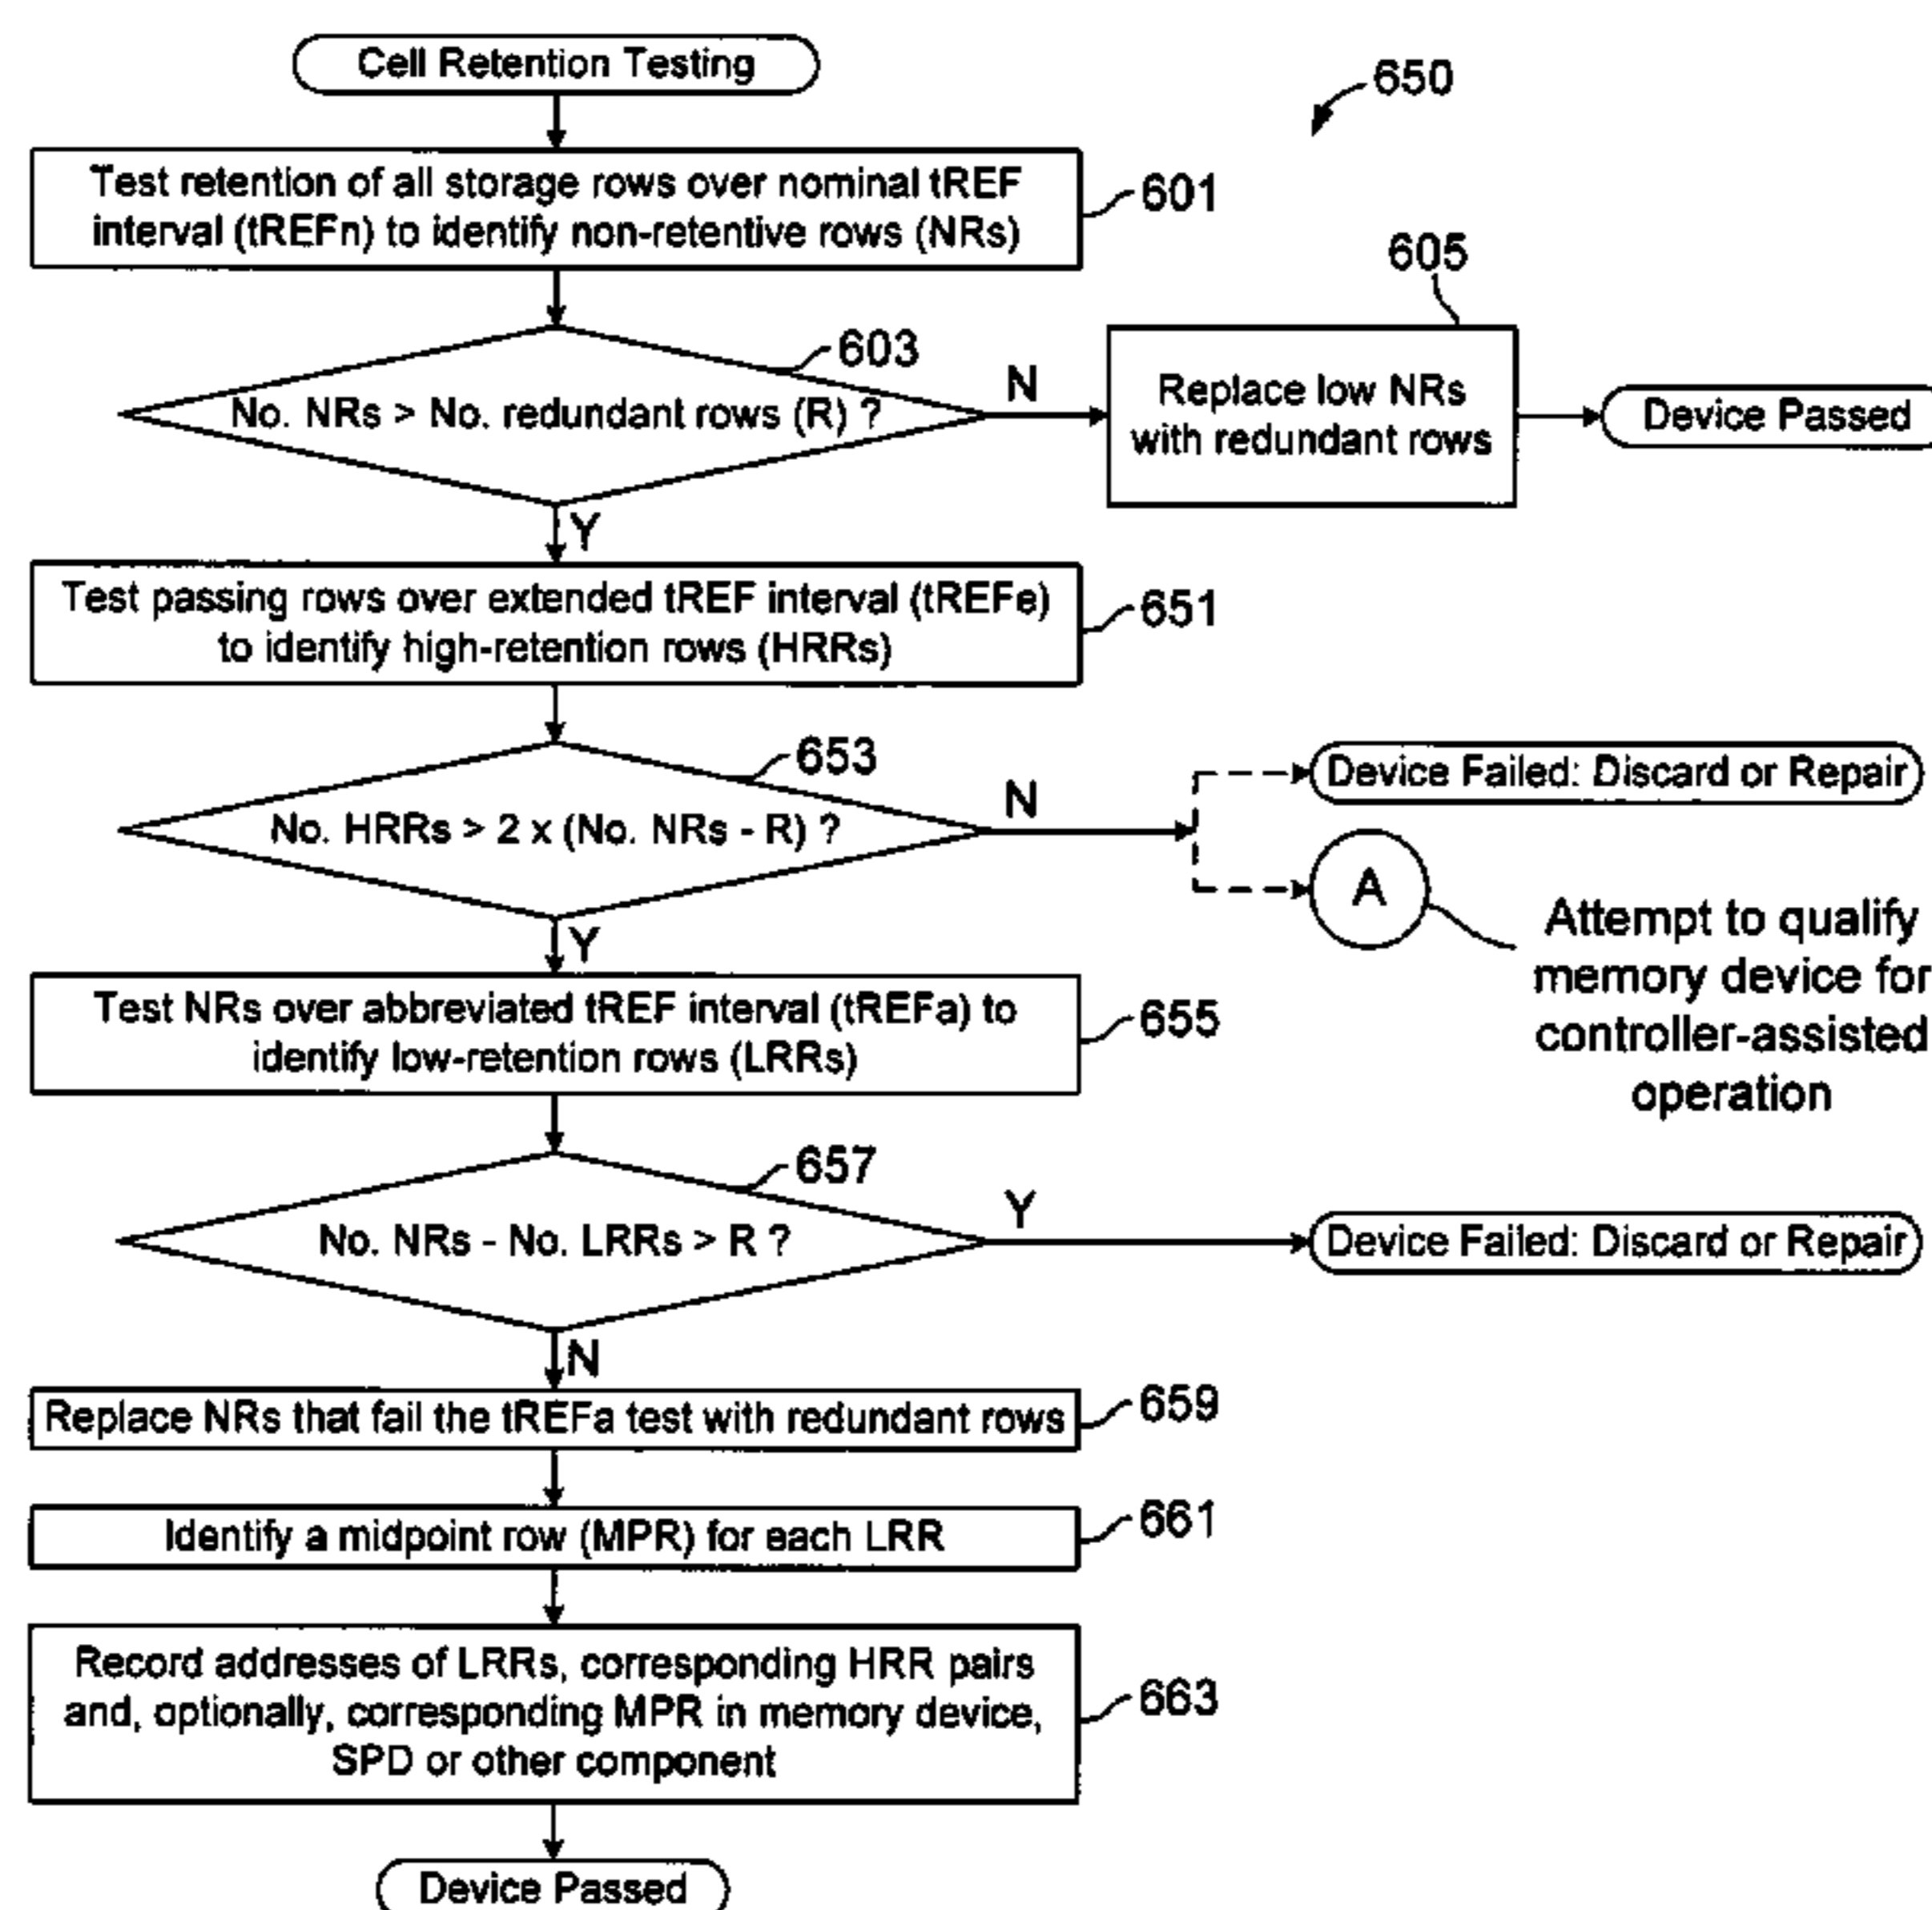 Cell Retention Testing
650
Test retention of all storage rows over nominal tREF
interval (tREFn) to identify non-retentive rows (NRs)
601
605
603
No. NRs > No. redundant rows (R) ?
N
Replace low NRs
with redundant rows
Device Passed
Y
Test passing rows over extended tREF interval (tREFe)
to identify high-retention rows (HRRs)
651
653
No. HRRs > 2 x (No. NRs - R) ?
N
Device Failed: Discard or Repair
A
Attempt to qualify
memory device for
controller-assisted
operation
Y
Test NRs over abbreviated tREF interval (tREFa) to
identify low-retention rows (LRRs)
655
657
No. NRs - No. LRRs > R ?
Y
Device Failed: Discard or Repair
N
Replace NRs that fail the tREFa test with redundant rows
659
Identify a midpoint row (MPR) for each LRR
661
Record addresses of LRRs, corresponding HRR pairs
and, optionally, corresponding MPR in memory device,
SPD or other component
663
Device Passed